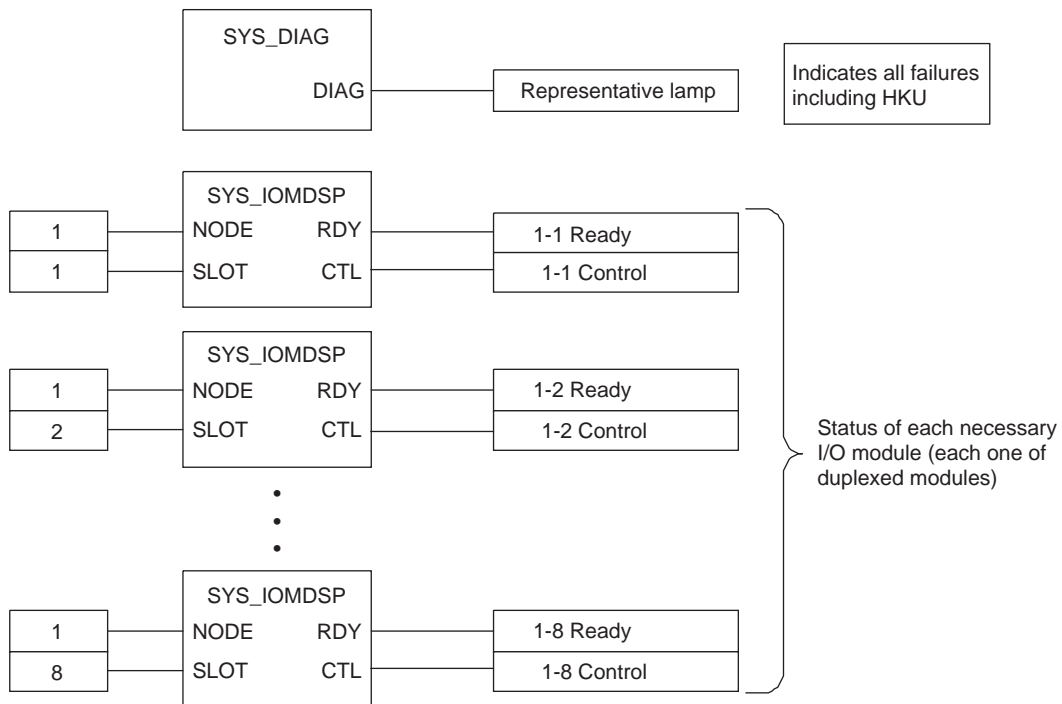 SYS_DIAG
DIAG
Representative lamp
Indicates all failures
including HKU
SYS_IOMDSP
1
NODE RDY
1-1 Ready
1
SLOT CTL
1-1 Control
SYS_IOMDSP
1
NODE RDY
1-2 Ready
2
SLOT CTL
1-2 Control
Status of each necessary
I/O module (each one of
duplexed modules)
SYS_IOMDSP
1
NODE RDY
1-8 Ready
8
SLOT CTL
1-8 Control